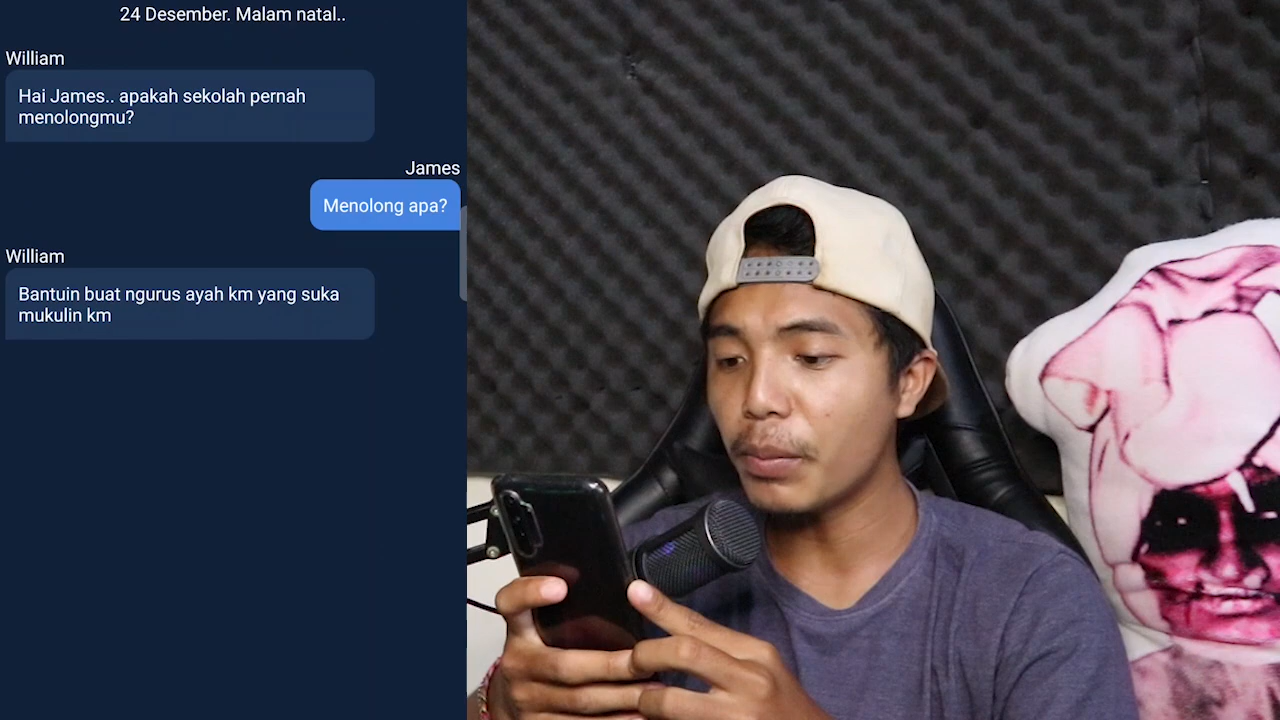 24 Desember. Malam natal..
William
Hai James.. apakah sekolah pernah
menolongmu?
James
Menolong apa?
William
Bantuin buat ngurus ayah km yang suka
mukulin km